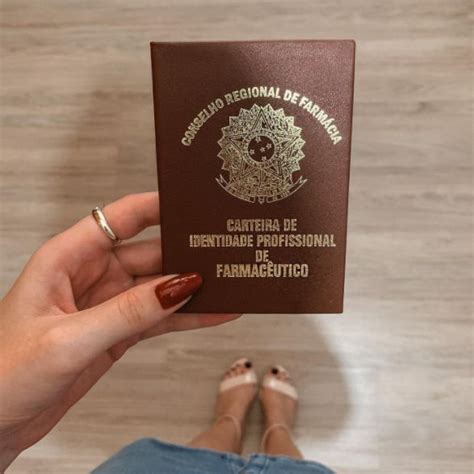 CONSELHO REGIONAL DE FARMÁCIA
CARTEIRA DE
IDENTIDADE PROFISSIONAL
DE
FARMACÊUTICO